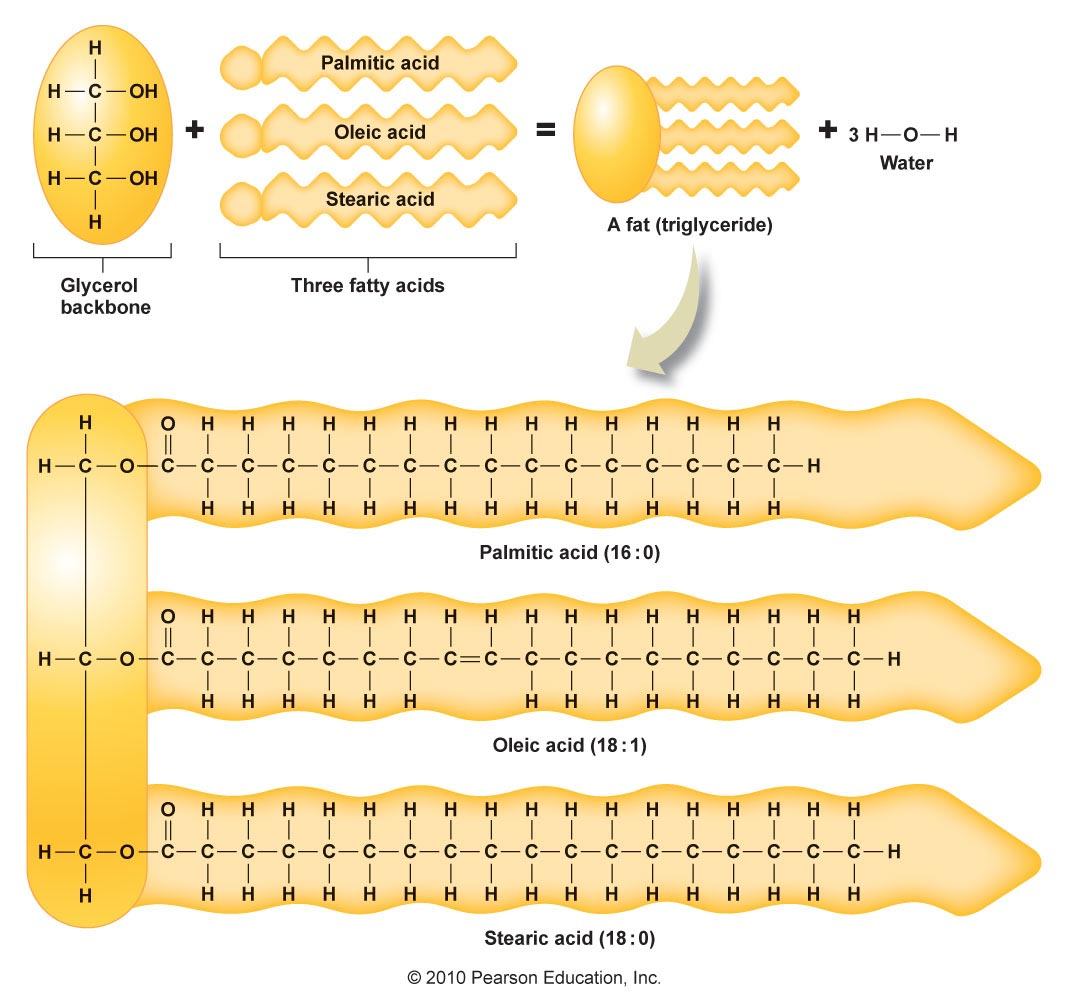 H
H—C—OH
H—C—OH
H—C—OH
H
Glycerol
backbone
+
Palmitic acid
Oleic acid
Stearic acid
Three fatty acids
=
A fat (triglyceride)
+
3 H—O—H
Water
H O H H H H H H H H H H H H H H H
H—C—O—C—C—C—C—C—C—C—C—C—C—C—C—C—C—C—C—H
H H H H H H H H H H H H H H H
Palmitic acid (16:0)
O H H H H H H H H H H H H H H H H H
H—C—O—C—C—C—C—C—C—C—C=C—C—C—C—C—C—C—C—C—C—H
H H H H H H H H H H H H H H H
Oleic acid (18:1)
O H H H H H H H H H H H H H H H H H
H—C—O—C—C—C—C—C—C—C—C—C—C—C—C—C—C—C—C—C—C—H
H H H H H H H H H H H H H H H H H H
Stearic acid (18:0)
© 2010 Pearson Education, Inc.